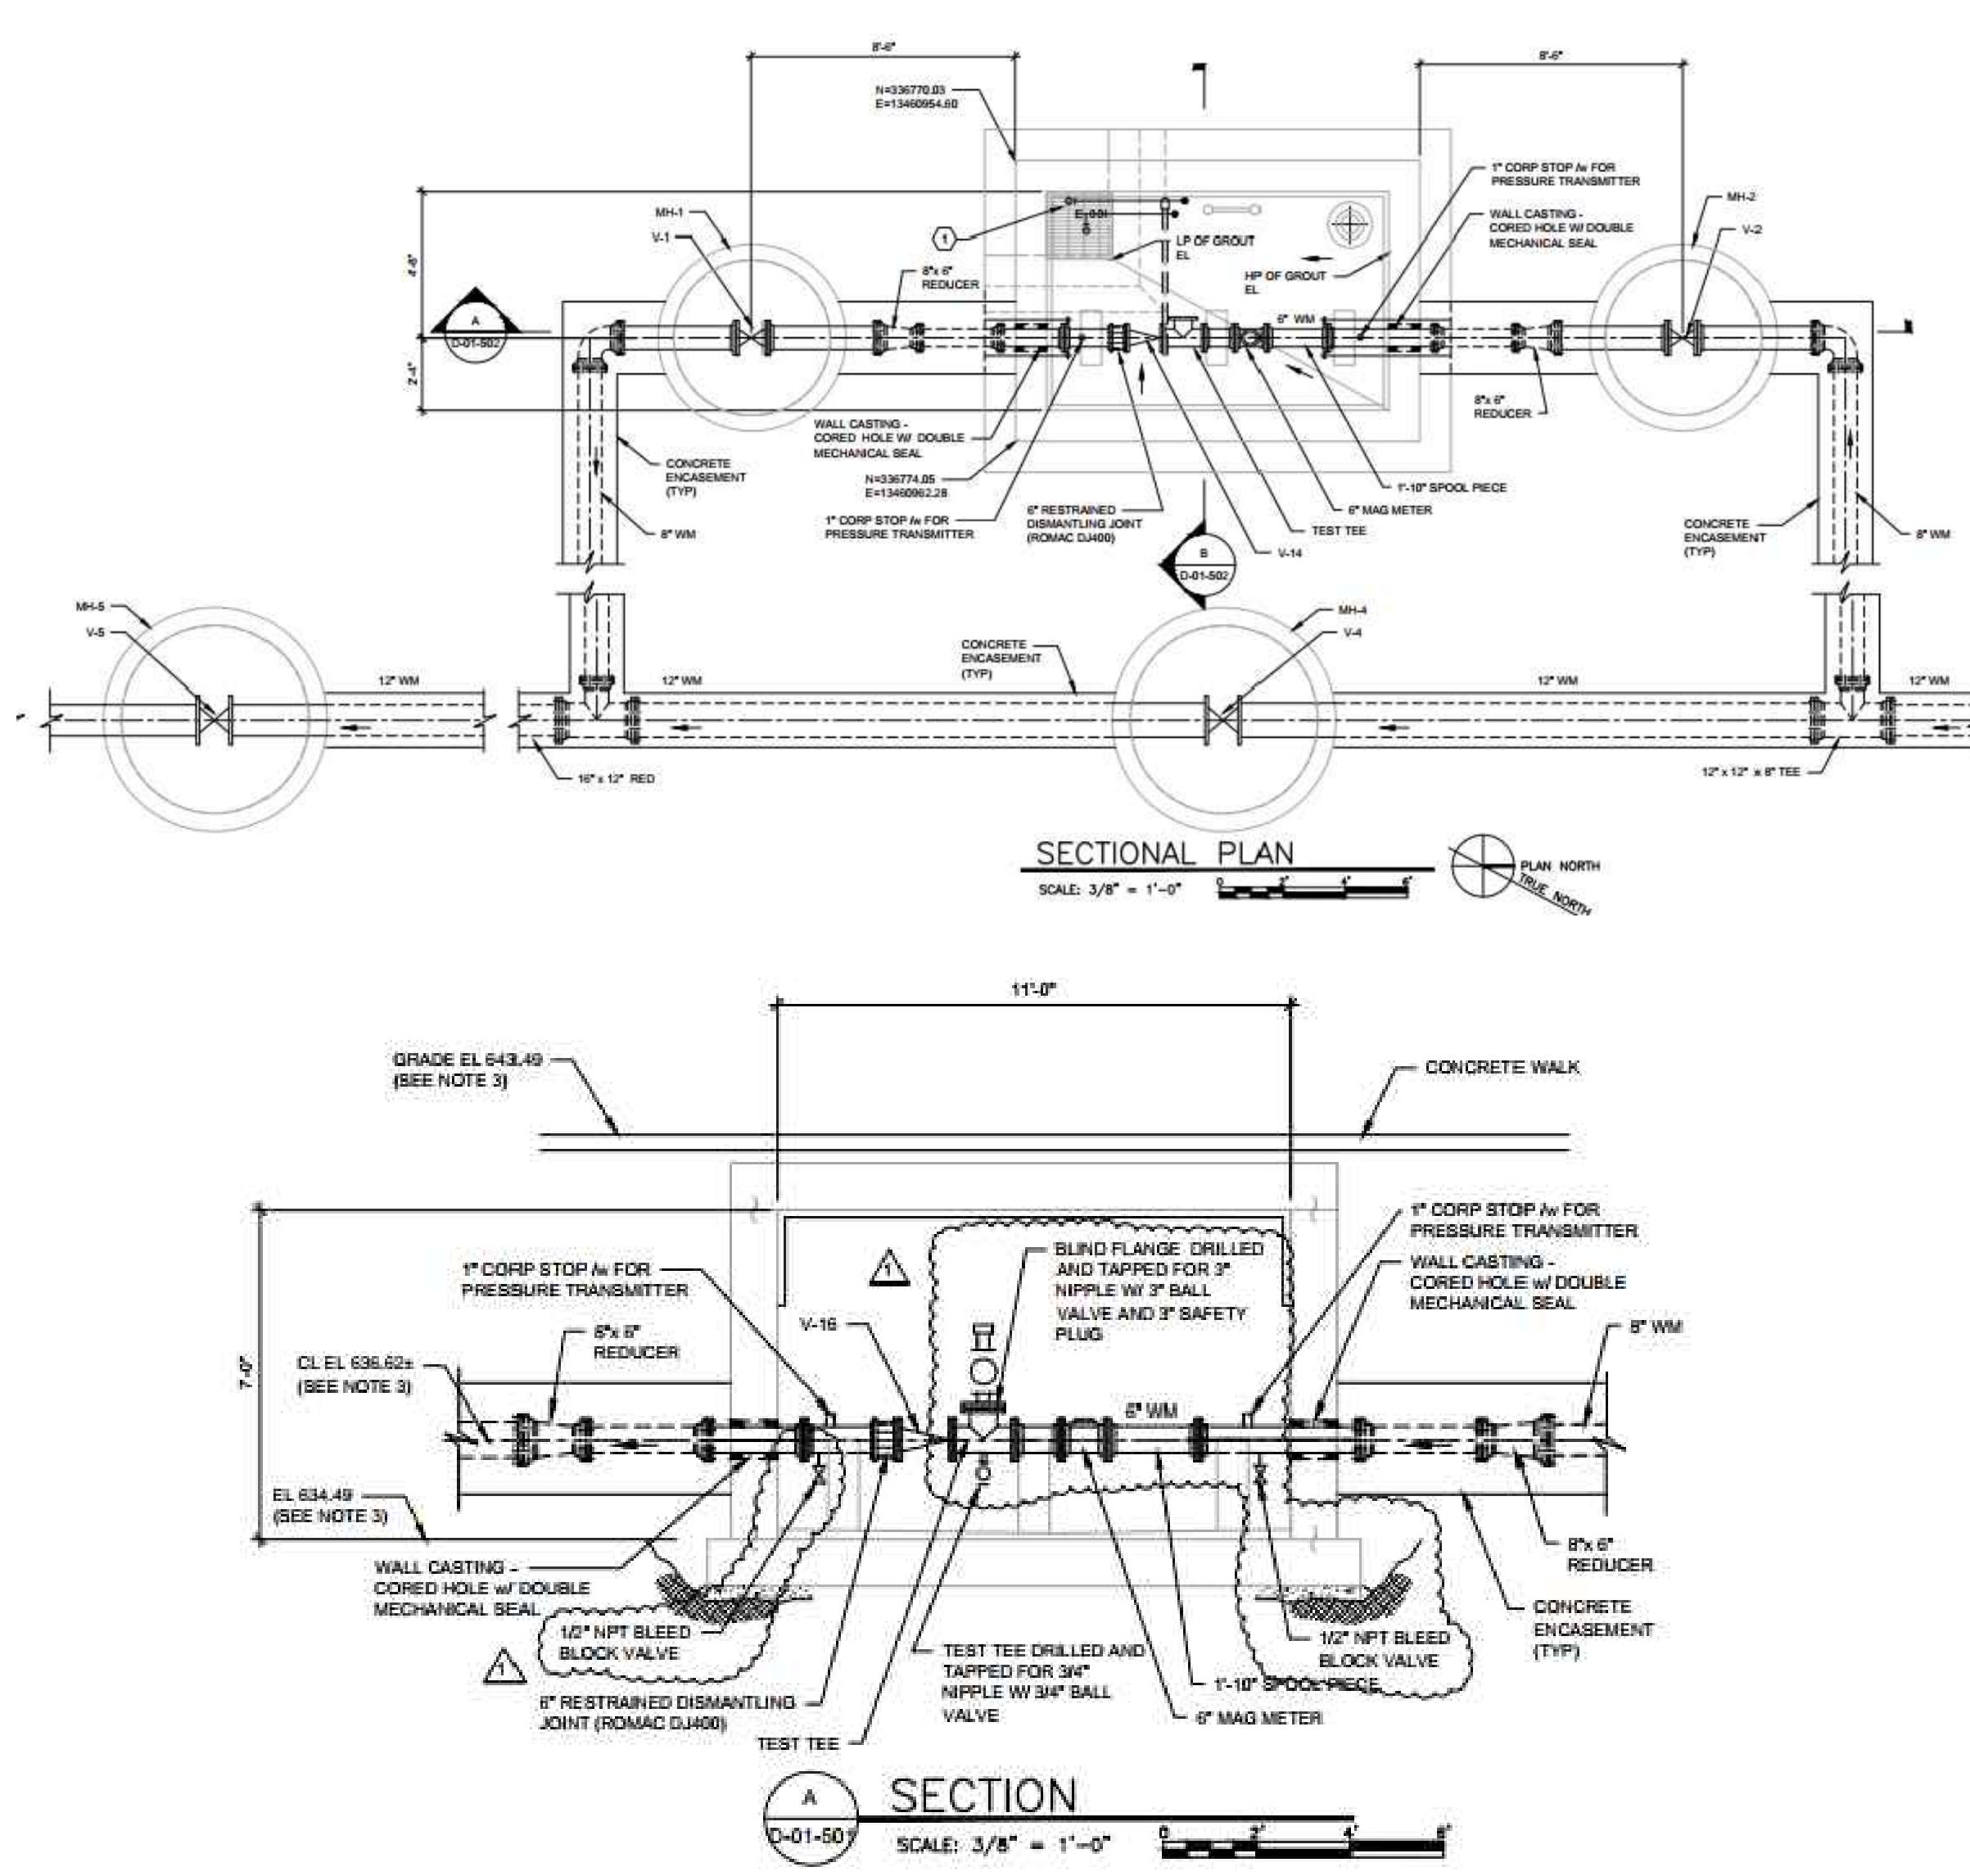 8'-6"
8'-6"
N=336770.03
E=13460954.60
1" CORP STOP /w FOR
PRESSURE TRANSMITTER
MH-1
V-1
WALL CASTING -
CORED HOLE W/ DOUBLE
MECHANICAL SEAL
MH-2
V-2
1
LP OF GROUT
EL
HP OF GROUT
EL
8"x 6"
REDUCER
2'-4"
A
D-01-502
6" WM
8"x 6"
REDUCER
WALL CASTING -
CORED HOLE W/ DOUBLE
MECHANICAL SEAL
CONCRETE
ENCASEMENT
(TYP)
N=336774.05
E=13460962.28
1'-10" SPOOL PIECE
8" WM
1" CORP STOP /w FOR
PRESSURE TRANSMITTER
6" RESTRAINED
DISMANTLING JOINT
(ROMAC DJ400)
6" MAG METER
TEST TEE
V-14
CONCRETE
ENCASEMENT
(TYP)
8" WM
B
D-01-502
MH-5
V-5
MH-4
V-4
CONCRETE
ENCASEMENT
(TYP)
12" WM
12" WM
12" WM
12" WM
16" x 12" RED
12" x 12" x 8" TEE
SECTIONAL PLAN
SCALE: 3/8" = 1'-0"
0 2' 4' 6'
PLAN NORTH
TRUE NORTH
11'-0"
GRADE EL 643.49
(SEE NOTE 3)
CONCRETE WALK
1" CORP STOP /w FOR
PRESSURE TRANSMITTER
1
BLIND FLANGE DRILLED
AND TAPPED FOR 3"
NIPPLE W/ 3" BALL
VALVE AND 3" SAFETY
PLUG
1" CORP STOP /w FOR
PRESSURE TRANSMITTER
WALL CASTING -
CORED HOLE w/ DOUBLE
MECHANICAL SEAL
V-16
8"x 6"
REDUCER
8" WM
CL EL 636.62±
(SEE NOTE 3)
7'-0"
6" WM
EL 634.49
(SEE NOTE 3)
8"x 6"
REDUCER
WALL CASTING -
CORED HOLE w/ DOUBLE
MECHANICAL SEAL
CONCRETE
ENCASEMENT
(TYP)
1/2" NPT BLEED
BLOCK VALVE
1
TEST TEE DRILLED AND
TAPPED FOR 3/4"
NIPPLE W/ 3/4" BALL
VALVE
1/2" NPT BLEED
BLOCK VALVE
1'-10" SPOOL PIECE
6" RESTRAINED DISMANTLING
JOINT (ROMAC DJ400)
6" MAG METER
TEST TEE
A
D-01-501
SECTION
SCALE: 3/8" = 1'-0"
0 2' 4' 6'